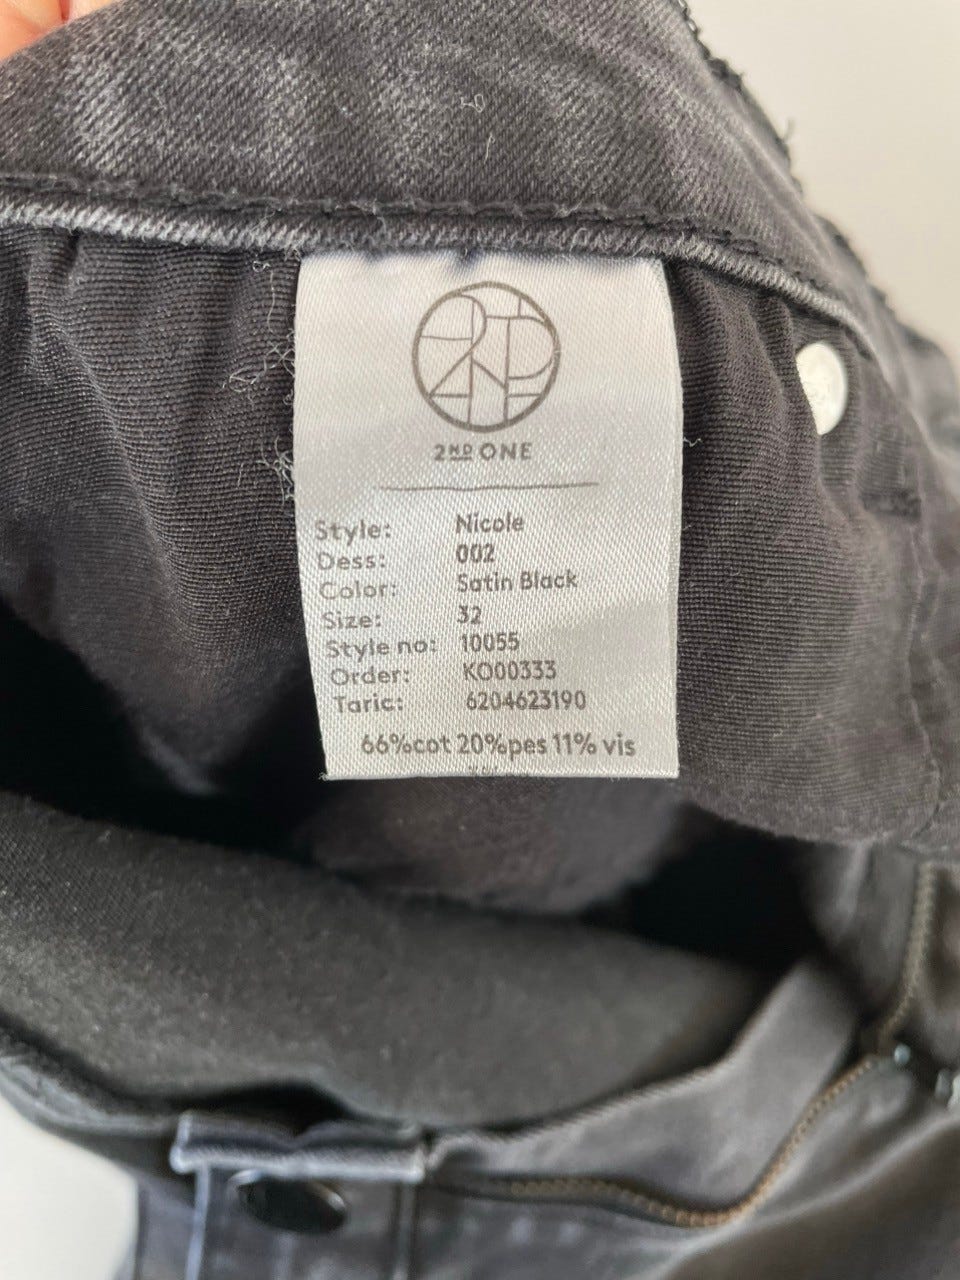 2ND ONE
Style: Nicole
Dess: 002
Color: Satin Black
Size: 32
Style no: 10055
Order: KO00333
Taric: 6204623190
66%cot 20%pes 11% vis